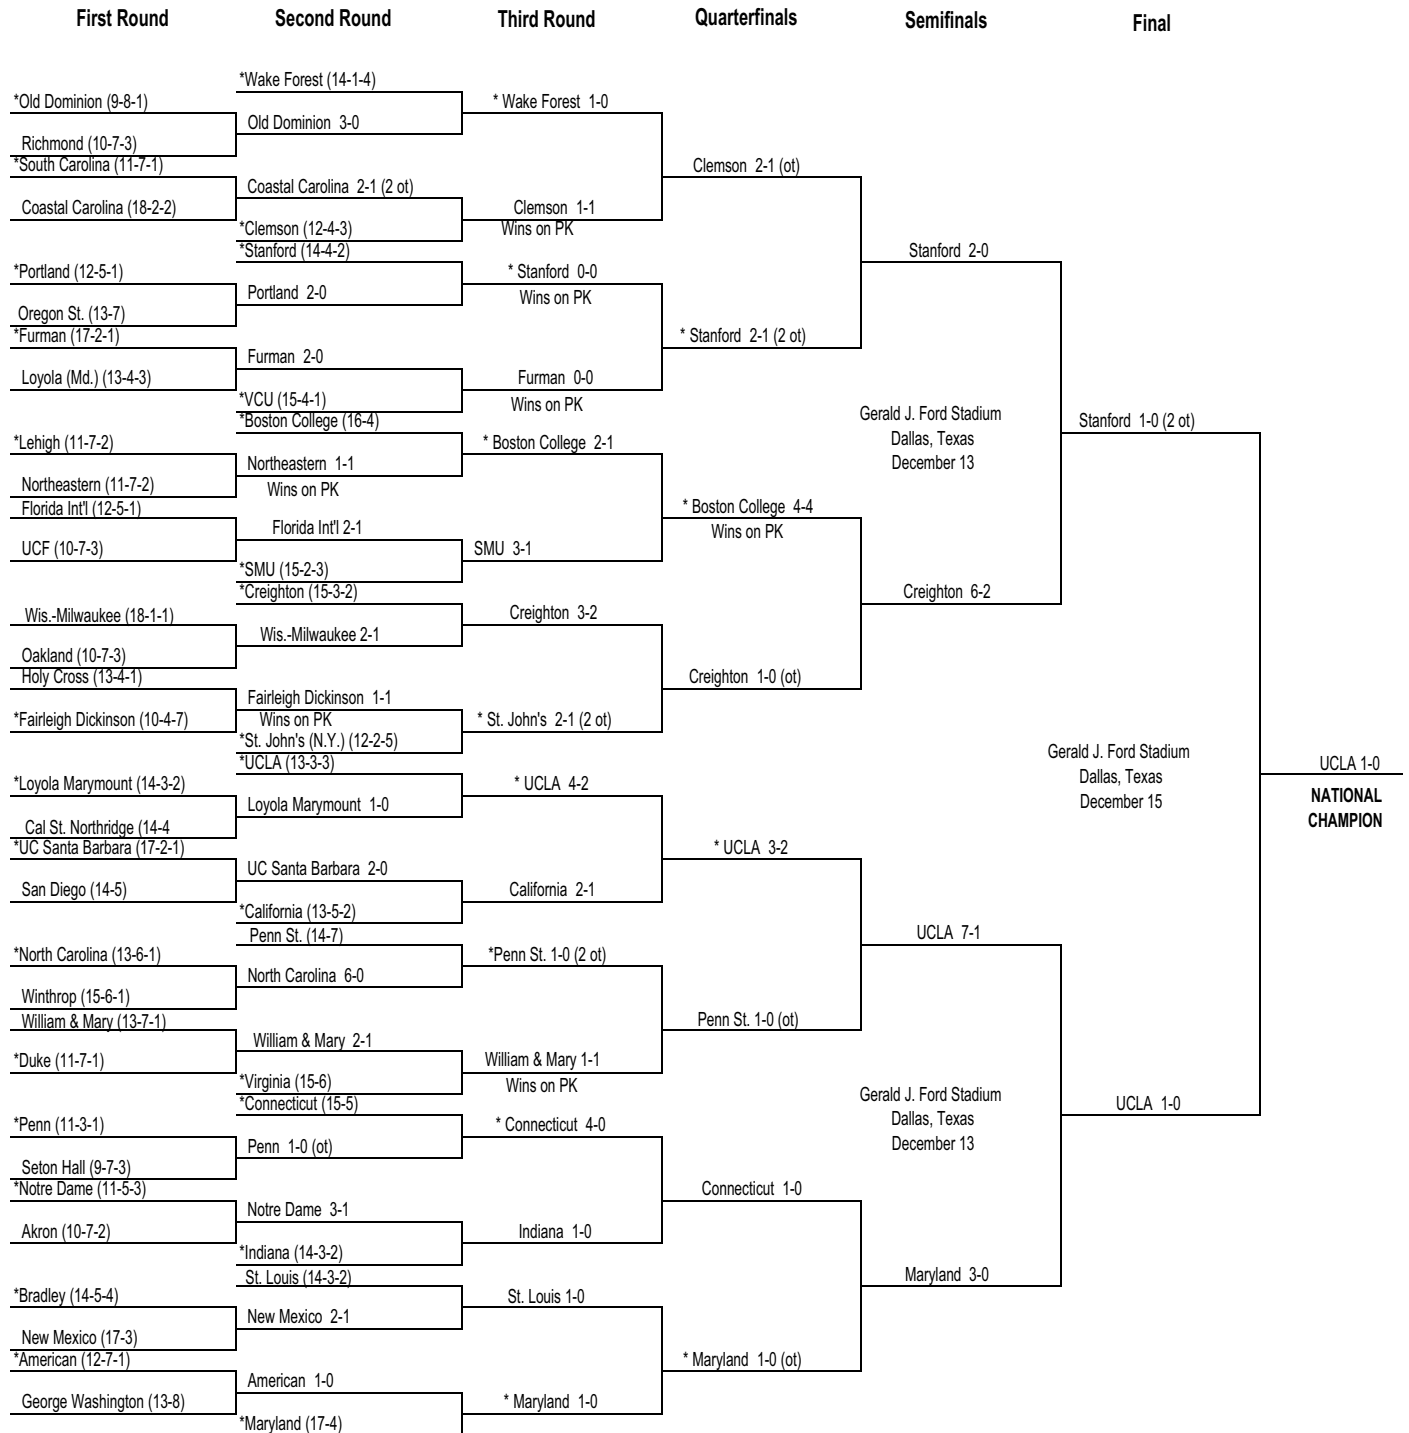 First Round
Second Round
Third Round
Quarterfinals
Semifinals
Final
*Old Dominion (9-8-1)
Richmond (10-7-3)
*South Carolina (11-7-1)
Coastal Carolina (18-2-2)
*Portland (12-5-1)
Oregon St. (13-7)
*Furman (17-2-1)
Loyola (Md.) (13-4-3)
*Lehigh (11-7-2)
Northeastern (11-7-2)
Florida Int'l (12-5-1)
UCF (10-7-3)
Wis.-Milwaukee (18-1-1)
Oakland (10-7-3)
Holy Cross (13-4-1)
*Fairleigh Dickinson (10-4-7)
*Loyola Marymount (14-3-2)
Cal St. Northridge (14-4
*UC Santa Barbara (17-2-1)
San Diego (14-5)
*North Carolina (13-6-1)
Winthrop (15-6-1)
William & Mary (13-7-1)
*Duke (11-7-1)
*Penn (11-3-1)
Seton Hall (9-7-3)
*Notre Dame (11-5-3)
Akron (10-7-2)
*Bradley (14-5-4)
New Mexico (17-3)
*American (12-7-1)
George Washington (13-8)
*Wake Forest (14-1-4)
Old Dominion 3-0
Coastal Carolina 2-1 (2 ot)
*Clemson (12-4-3)
*Stanford (14-4-2)
Portland 2-0
Furman 2-0
*VCU (15-4-1)
*Boston College (16-4)
Northeastern 1-1
Wins on PK
Florida Int'l 2-1
*SMU (15-2-3)
*Creighton (15-3-2)
Wis.-Milwaukee 2-1
Fairleigh Dickinson 1-1
Wins on PK
*St. John's (N.Y.) (12-2-5)
*UCLA (13-3-3)
Loyola Marymount 1-0
UC Santa Barbara 2-0
*California (13-5-2)
Penn St. (14-7)
North Carolina 6-0
William & Mary 2-1
*Virginia (15-6)
*Connecticut (15-5)
Penn 1-0 (ot)
Notre Dame 3-1
*Indiana (14-3-2)
St. Louis (14-3-2)
New Mexico 2-1
American 1-0
*Maryland (17-4)
* Wake Forest 1-0
Clemson 1-1
Wins on PK
* Stanford 0-0
Wins on PK
Furman 0-0
Wins on PK
* Boston College 2-1
SMU 3-1
Creighton 3-2
* St. John's 2-1 (2 ot)
* UCLA 4-2
California 2-1
*Penn St. 1-0 (2 ot)
William & Mary 1-1
Wins on PK
* Connecticut 4-0
Indiana 1-0
St. Louis 1-0
* Maryland 1-0
Clemson 2-1 (ot)
* Stanford 2-1 (2 ot)
* Boston College 4-4
Wins on PK
Creighton 1-0 (ot)
* UCLA 3-2
Penn St. 1-0 (ot)
Connecticut 1-0
* Maryland 1-0 (ot)
Stanford 2-0
Gerald J. Ford Stadium
Dallas, Texas
December 13
Creighton 6-2
UCLA 7-1
Gerald J. Ford Stadium
Dallas, Texas
December 13
Maryland 3-0
Stanford 1-0 (2 ot)
Gerald J. Ford Stadium
Dallas, Texas
December 15
UCLA 1-0
UCLA 1-0
NATIONAL
CHAMPION